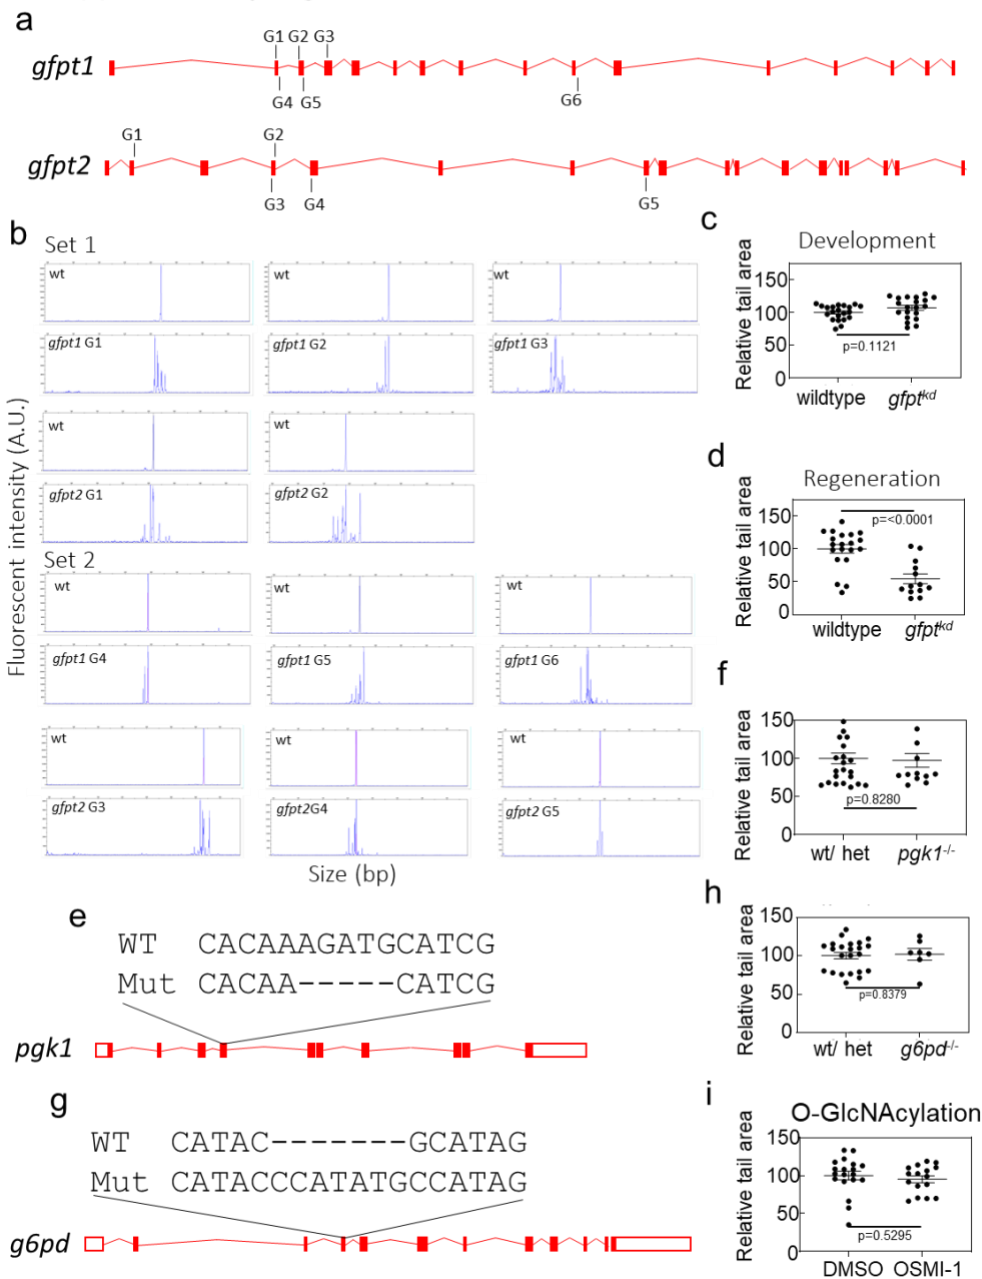 a
G1 G2 G3
gfpt1
G4 G5 G6
G1 G2
gfpt2
G3 G4 G5
b
Set 1
wt wt wt
gfpt1 G1 gfpt1 G2 gfpt1 G3
wt wt
gfpt2 G1 gfpt2 G2
Set 2
wt wt wt
gfpt1 G4 gfpt1 G5 gfpt1 G6
wt wt wt
gfpt2 G3 gfpt2G4 gfpt2 G5
Fluorescent intensity (A.U.)
Size (bp)
c
Development
Relative tail area
150
100
50
0
p=0.1121
wildtype gfptkd
d
Regeneration
Relative tail area
150
100
50
0
p=<0.0001
wildtype gfptkd
e
WT CACAAAGATGCATCG
Mut CACAA-----CATCG
pgk1
f
Relative tail area
150
100
50
0
p=0.8280
wt/ het pgk1-/-
g
WT CATAC-------GCATAG
Mut CATACCCATATGCCATAG
g6pd
h
Relative tail area
150
100
50
0
p=0.8379
wt/ het g6pd-/-
i
O-GlcNAcylation
Relative tail area
150
100
50
0
p=0.5295
DMSO OSMI-1